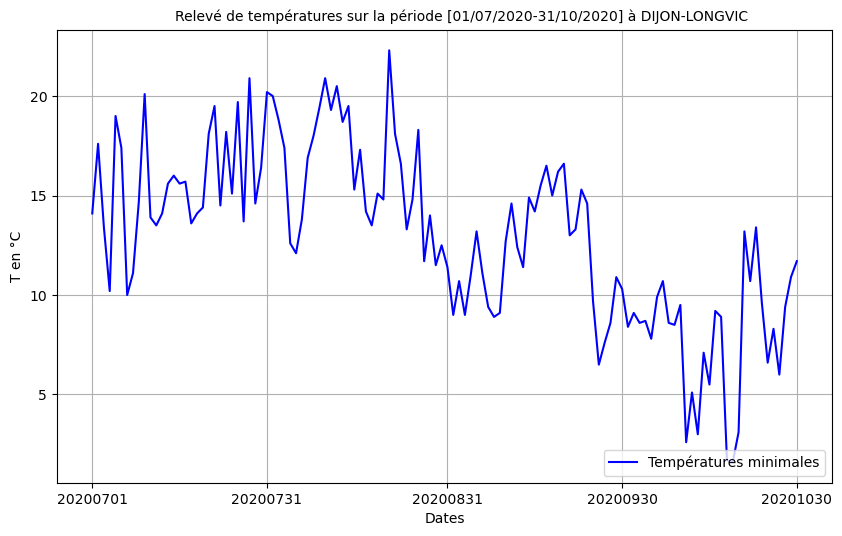 Relevé de températures sur la période [01/07/2020-31/10/2020] à DIJON-LONGVIC
T en °C
20
15
10
5
Températures minimales
20200701 20200731 20200831 20200930 20201030
Dates